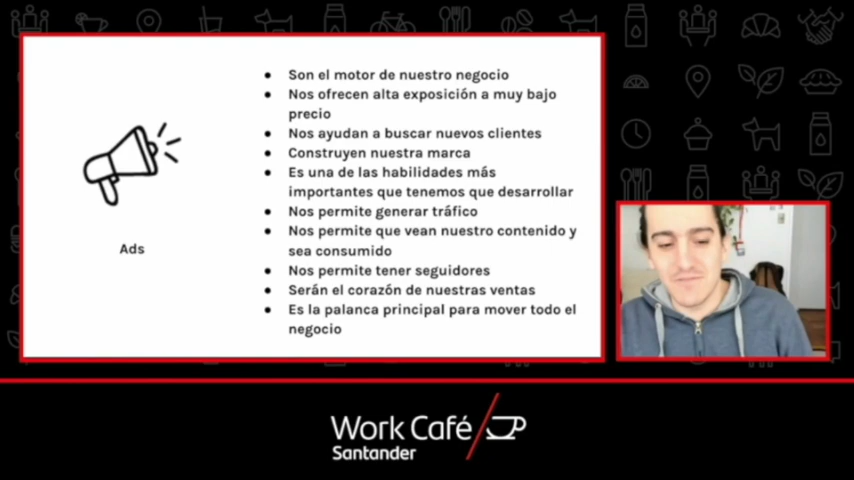 Son el motor de nuestro negocio
Nos ofrecen alta exposición a muy bajo
precio
Nos ayudan a buscar nuevos clientes
Construyen nuestra marca
Es una de las habilidades más
importantes que tenemos que desarrollar
Nos permite generar tráfico
Nos permite que vean nuestro contenido y
sea consumido
Nos permite tener seguidores
Serán el corazón de nuestras ventas
Es la palanca principal para mover todo el
negocio
Ads
Work Café
Santander